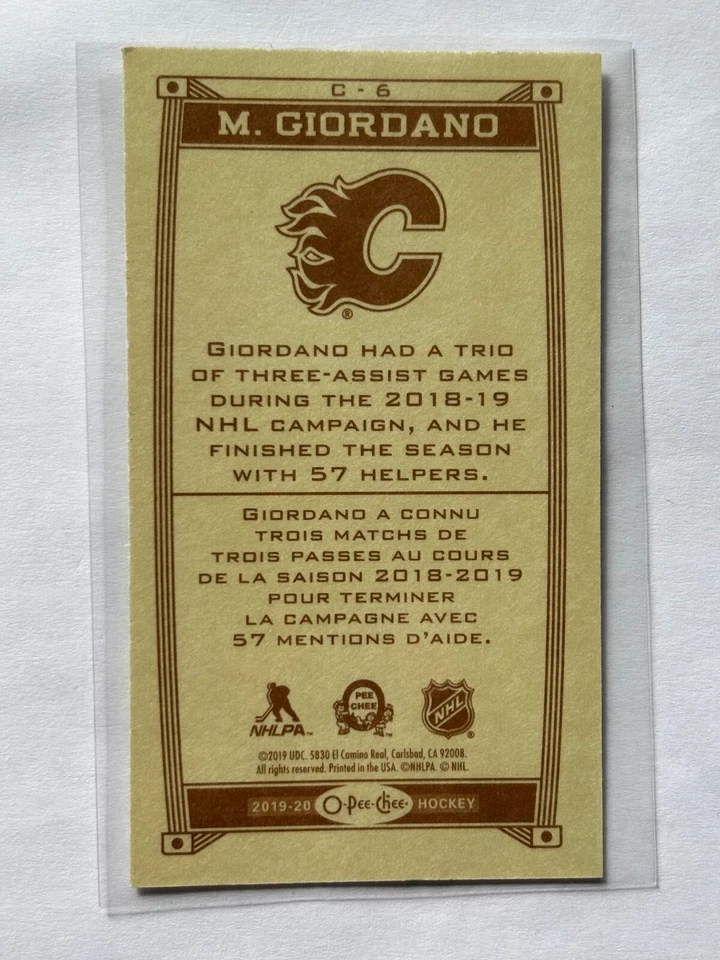 C - 6
M. GIORDANO
®
GIORDANO HAD A TRIO
OF THREE-ASSIST GAMES
DURING THE 2018-19
NHL CAMPAIGN, AND HE
FINISHED THE SEASON
WITH 57 HELPERS.
GIORDANO A CONNU
TROIS MATCHS DE
TROIS PASSES AU COURS
DE LA SAISON 2018-2019
POUR TERMINER
LA CAMPAGNE AVEC
57 MENTIONS D'AIDE.
NHLPA™ PEE CHEE™ NHL®
©2019 UDC. 5830 El Camino Real, Carlsbad, CA 92008.
All rights reserved. Printed in the USA. ©NHLPA. © NHL.
2019-20 O-Pee-Chee® HOCKEY